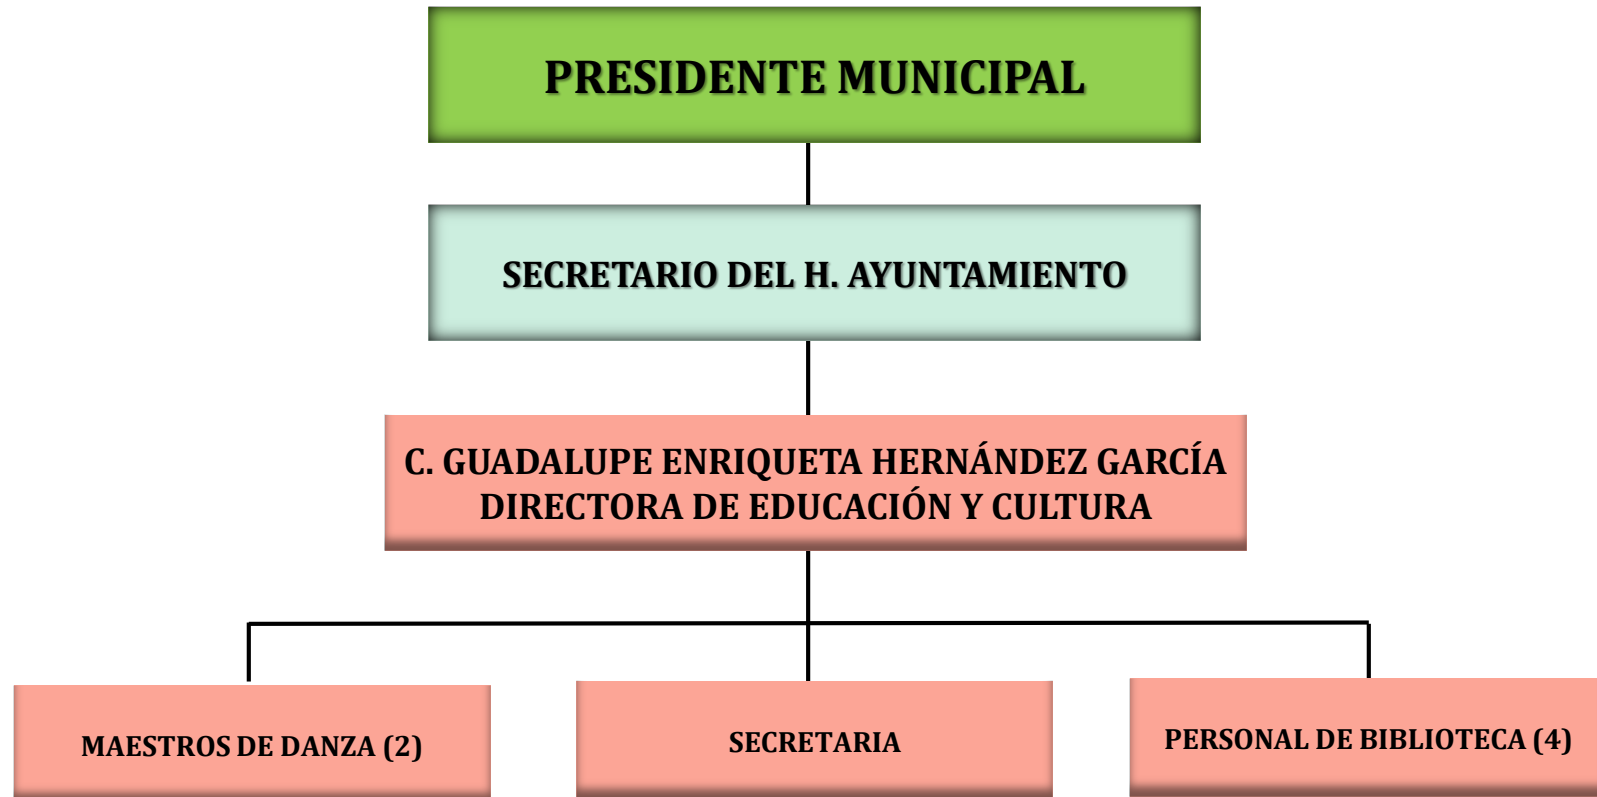 PRESIDENTE MUNICIPAL
SECRETARIO DEL H. AYUNTAMIENTO
C. GUADALUPE ENRIQUETA HERNÁNDEZ GARCÍA
DIRECTORA DE EDUCACIÓN Y CULTURA
MAESTROS DE DANZA (2)
SECRETARIA
PERSONAL DE BIBLIOTECA (4)